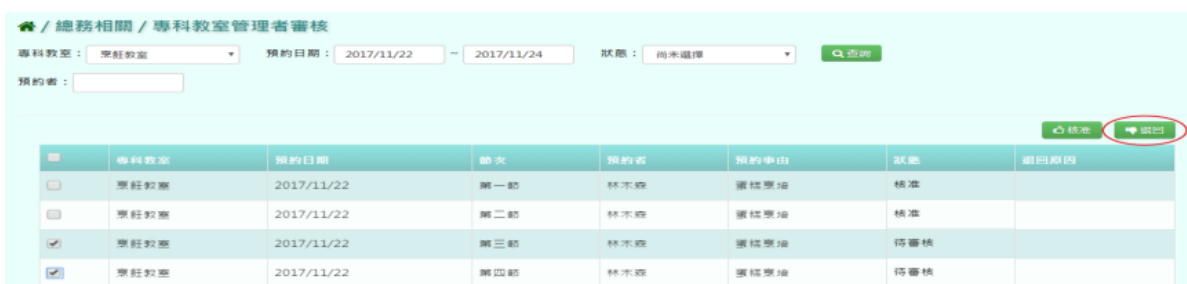 / 總務相關 / 專科教室管理者審核
專科教室： 烹飪教室 預約日期： 2017/11/22 ~ 2017/11/24 狀態： 尚未選擇 查詢
預約者：
核准 退回
專科教室 預約日期 節次 預約者 預約事由 狀態 退回原因
烹飪教室 2017/11/22 第一節 林木森 蛋糕烹焙 核准
烹飪教室 2017/11/22 第二節 林木森 蛋糕烹焙 核准
烹飪教室 2017/11/22 第三節 林木森 蛋糕烹焙 待審核
烹飪教室 2017/11/22 第四節 林木森 蛋糕烹焙 待審核